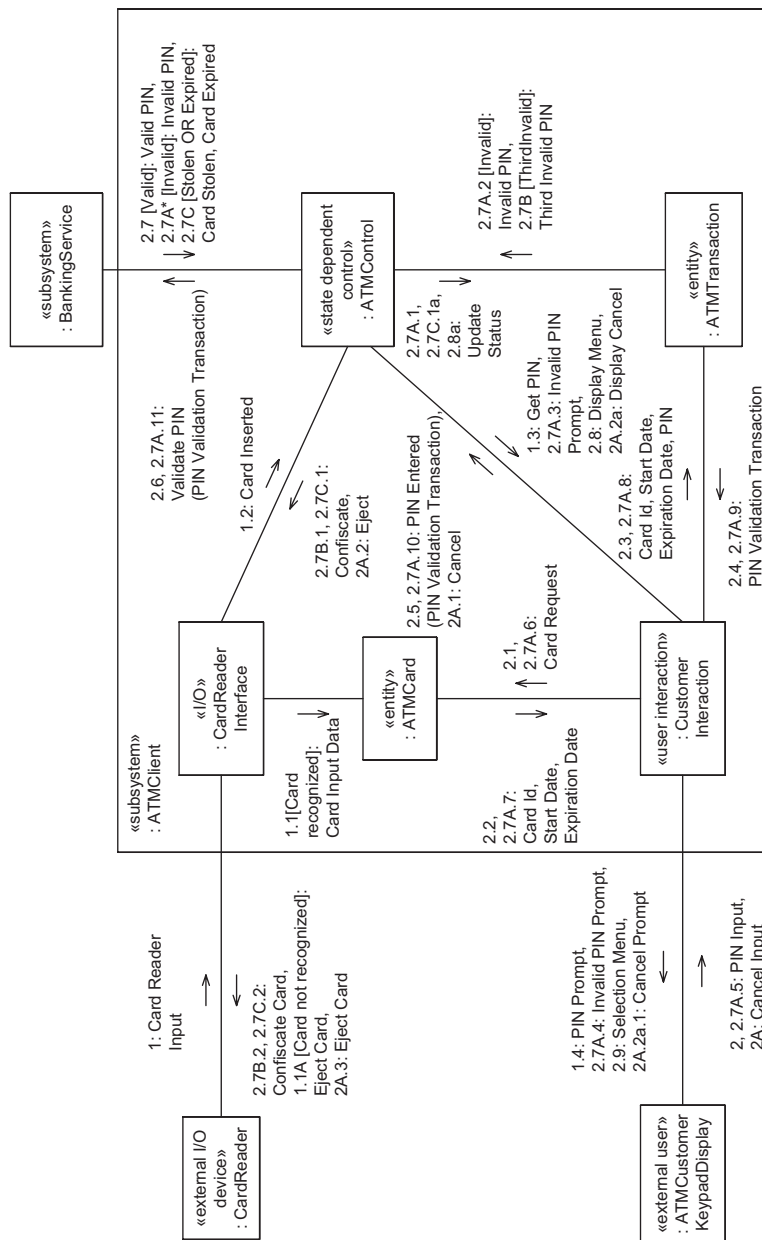 «external I/O
device»
: CardReader
1: Card Reader
Input
2.7B.2, 2.7C.2:
Confiscate Card,
1.1A [Card not recognized]:
Eject Card,
2A.3: Eject Card
«external user»
: ATMCustomer
KeypadDisplay
1.4: PIN Prompt,
2.7A.4: Invalid PIN Prompt,
2.9: Selection Menu,
2A.2a.1: Cancel Prompt
2, 2.7A.5: PIN Input,
2A: Cancel Input
«subsystem»
: ATMClient
«I/O»
: CardReader
Interface
1.1[Card
recognized]:
Card Input Data
«entity»
: ATMCard
2.2,
2.7A.7:
Card Id,
Start Date,
Expiration Date
2.1,
2.7A.6:
Card Request
«user interaction»
: Customer
Interaction
1.2: Card Inserted
2.7B.1, 2.7C.1:
Confiscate,
2A.2: Eject
2.5, 2.7A.10: PIN Entered
(PIN Validation Transaction),
2A.1: Cancel
1.3: Get PIN,
2.7A.3: Invalid PIN
Prompt,
2.8: Display Menu,
2A.2a: Display Cancel
2.3, 2.7A.8:
Card Id, Start Date,
Expiration Date, PIN
2.4, 2.7A.9:
PIN Validation Transaction
«subsystem»
: BankingService
2.6, 2.7A.11:
Validate PIN
(PIN Validation Transaction)
2.7 [Valid]: Valid PIN,
2.7A* [Invalid]: Invalid PIN,
2.7C [Stolen OR Expired]:
Card Stolen, Card Expired
«state dependent
control»
: ATMControl
2.7A.1,
2.7C.1a,
2.8a:
Update
Status
2.7A.2 [Invalid]:
Invalid PIN,
2.7B [ThirdInvalid]:
Third Invalid PIN
«entity»
: ATMTransaction